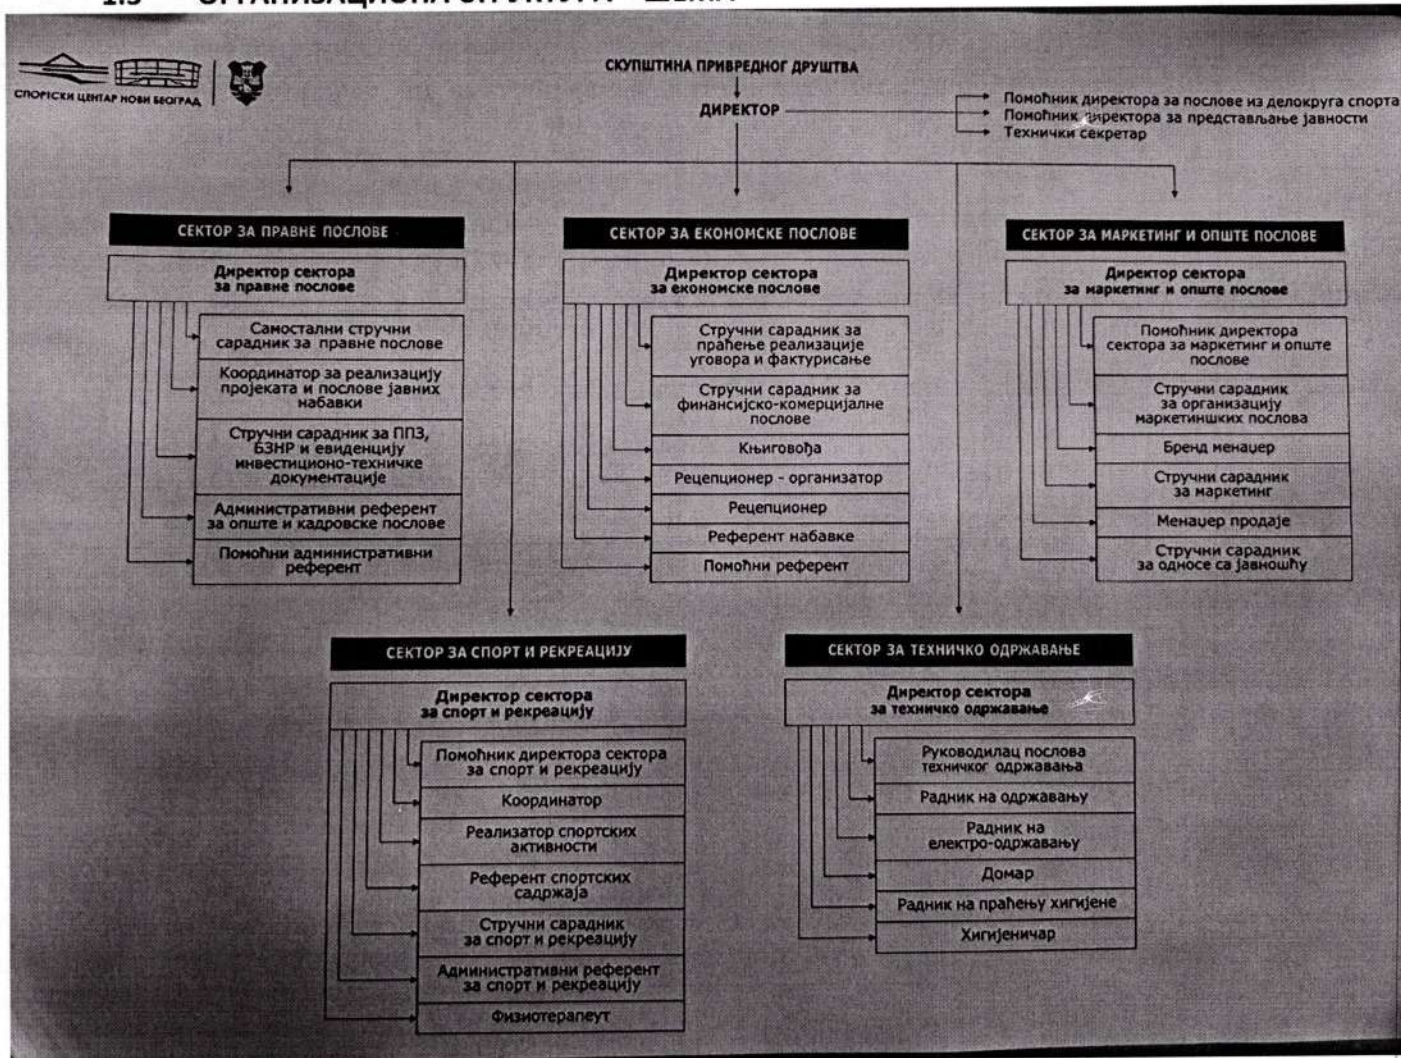 1.3 ОРГАНИЗАЦИОНА СТРУКТУРА - ШЕМА
СПОРТСКИ ЦЕНТАР НОВИ БЕОГРАД
СКУПШТИНА ПРИВРЕДНОГ ДРУШТВА
ДИРЕКТОР
Помоћник директора за послове из делокруга спорта
Помоћник директора за представљање јавности
Технички секретар
СЕКТОР ЗА ПРАВНЕ ПОСЛОВЕ
Директор сектора
за правне послове
Самостални стручни
сарадник за правне послове
Координатор за реализацију
пројеката и послове јавних
набавки
Стручни сарадник за ППЗ,
БЗНР и евиденцију
инвестиционо-техничке
документације
Административни референт
за опште и кадровске послове
Помоћни административни
референт
СЕКТОР ЗА ЕКОНОМСКЕ ПОСЛОВЕ
Директор сектора
за економске послове
Стручни сарадник за
праћење реализације
уговора и фактурисање
Стручни сарадник за
финансијско-комерцијалне
послове
Књиговођа
Рецепционер - организатор
Рецепционер
Референт набавке
Помоћни референт
СЕКТОР ЗА МАРКЕТИНГ И ОПШТЕ ПОСЛОВЕ
Директор сектора
за маркетинг и опште послове
Помоћник директора
сектора за маркетинг и опште
послове
Стручни сарадник
за организацију
маркетиншких послова
Бренд менаџер
Стручни сарадник
за маркетинг
Менаџер продаје
Стручни сарадник
за односе са јавношћу
СЕКТОР ЗА СПОРТ И РЕКРЕАЦИЈУ
Директор сектора
за спорт и рекреацију
Помоћник директора сектора
за спорт и рекреацију
Координатор
Реализатор спортских
активности
Референт спортских
садржаја
Стручни сарадник
за спорт и рекреацију
Административни референт
за спорт и рекреацију
Физиотерапеут
СЕКТОР ЗА ТЕХНИЧКО ОДРЖАВАЊЕ
Директор сектора
за техничко одржавање
Руководилац послова
техничког одржавања
Радник на одржавању
Радник на
електро-одржавању
Домар
Радник на праћењу хигијене
Хигијеничар